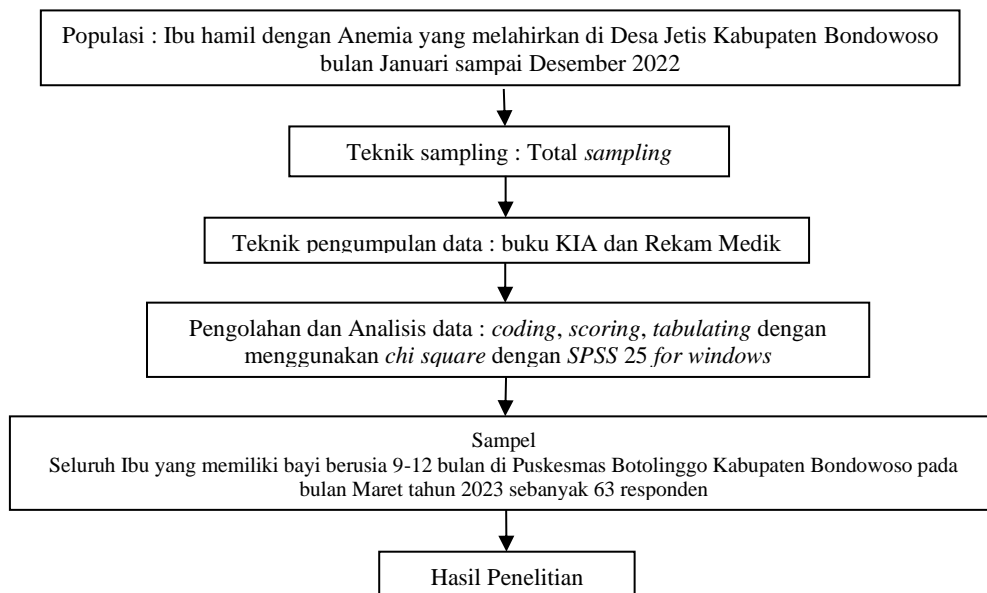 Populasi : Ibu hamil dengan Anemia yang melahirkan di Desa Jetis Kabupaten Bondowoso
bulan Januari sampai Desember 2022
Teknik sampling : Total sampling
Teknik pengumpulan data : buku KIA dan Rekam Medik
Pengolahan dan Analisis data : coding, scoring, tabulating dengan
menggunakan chi square dengan SPSS 25 for windows
Sampel
Seluruh Ibu yang memiliki bayi berusia 9-12 bulan di Puskesmas Botolinggo Kabupaten Bondowoso pada
bulan Maret tahun 2023 sebanyak 63 responden
Hasil Penelitian